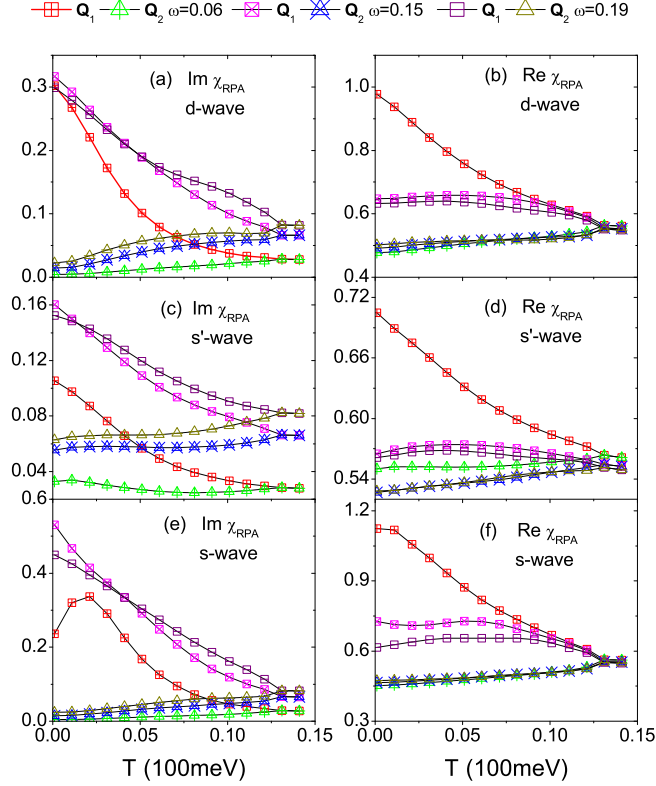 Q₁ Q₂ ω=0.06 Q₁ Q₂ ω=0.15 Q₁ Q₂ ω=0.19
(a) Im χRPA
d-wave
0.3
0.2
0.1
0.0
(b) Re χRPA
d-wave
1.0
0.8
0.6
0.4
(c) Im χRPA
s'-wave
0.16
0.12
0.08
0.04
(d) Re χRPA
s'-wave
0.72
0.66
0.60
0.54
(e) Im χRPA
s-wave
0.6
0.4
0.2
0.0
(f) Re χRPA
s-wave
1.2
0.9
0.6
0.3
0.00 0.05 0.10 0.15
0.00 0.05 0.10 0.15
T (100meV)
T (100meV)